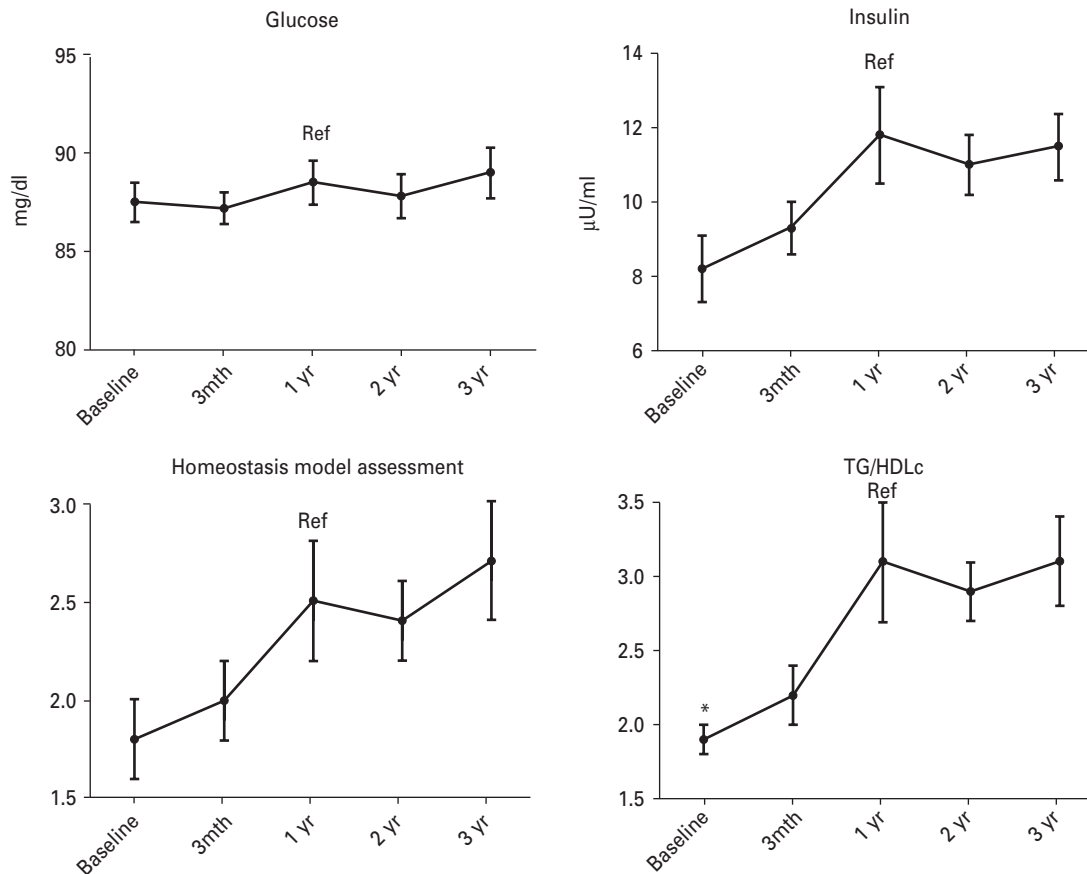 Glucose
95
90
85
80
mg/dl
Ref
Baseline
3mth
1 yr
2 yr
3 yr
Insulin
14
12
10
8
6
µU/ml
Ref
Baseline
3mth
1 yr
2 yr
3 yr
Homeostasis model assessment
3.0
2.5
2.0
1.5
Ref
Baseline
3mth
1 yr
2 yr
3 yr
TG/HDLc
Ref
3.5
3.0
2.5
2.0
1.5
*
Baseline
3mth
1 yr
2 yr
3 yr